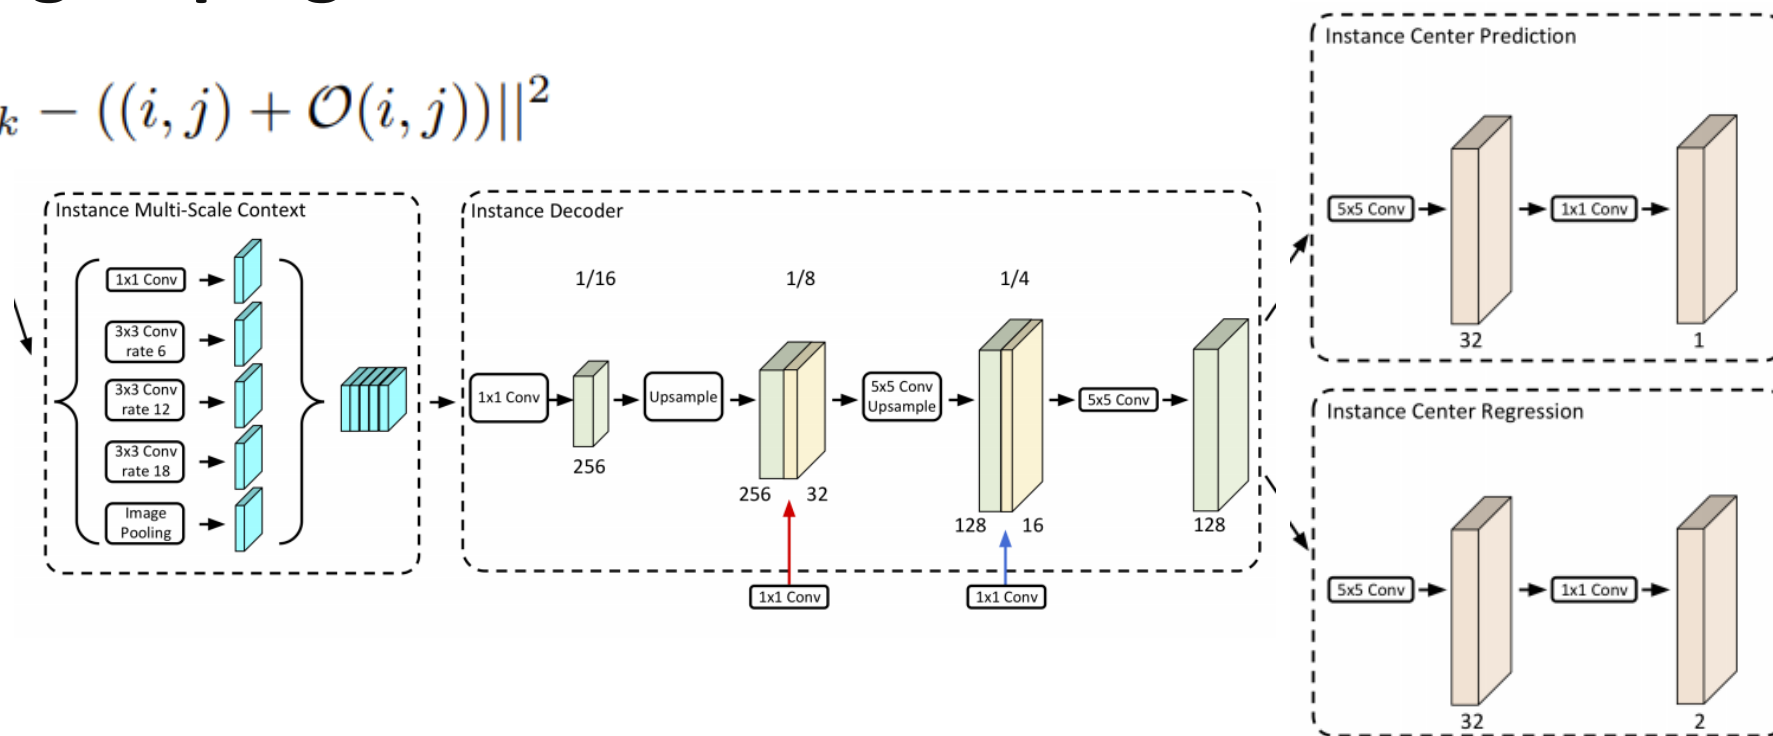 k − ((i, j) + O(i, j))||²
Instance Multi-Scale Context
1x1 Conv
3x3 Conv
rate 6
3x3 Conv
rate 12
3x3 Conv
rate 18
Image
Pooling
Instance Decoder
1/16
1/8
1/4
1x1 Conv
256
Upsample
256
32
5x5 Conv
Upsample
128
16
5x5 Conv
128
1x1 Conv
1x1 Conv
Instance Center Prediction
5x5 Conv
32
1x1 Conv
1
Instance Center Regression
5x5 Conv
32
1x1 Conv
2